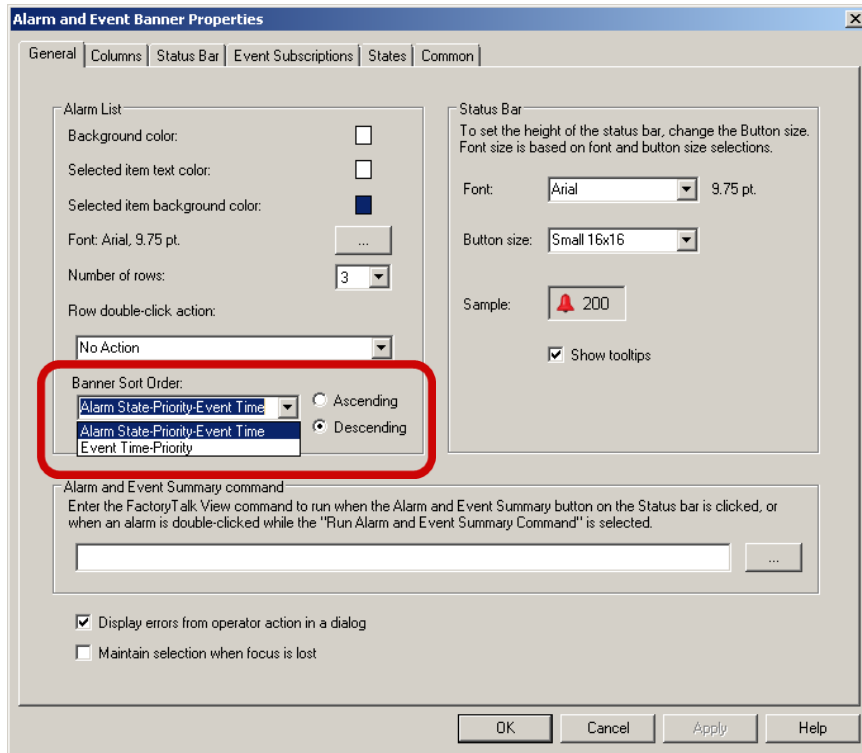 Alarm and Event Banner Properties
General
Columns
Status Bar
Event Subscriptions
States
Common
Alarm List
Background color:
Selected item text color:
Selected item background color:
Font: Arial, 9.75 pt.
...
Number of rows:
3
Row double-click action:
No Action
Banner Sort Order:
Alarm State-Priority-Event Time
Ascending
Alarm State-Priority-Event Time
Descending
Event Time-Priority
Status Bar
To set the height of the status bar, change the Button size.
Font size is based on font and button size selections.
Font:
Arial
9.75 pt.
Button size:
Small 16x16
Sample:
200
Show tooltips
Alarm and Event Summary command
Enter the FactoryTalk View command to run when the Alarm and Event Summary button on the Status bar is clicked, or
when an alarm is double-clicked while the "Run Alarm and Event Summary Command" is selected.
...
Display errors from operator action in a dialog
Maintain selection when focus is lost
OK
Cancel
Apply
Help